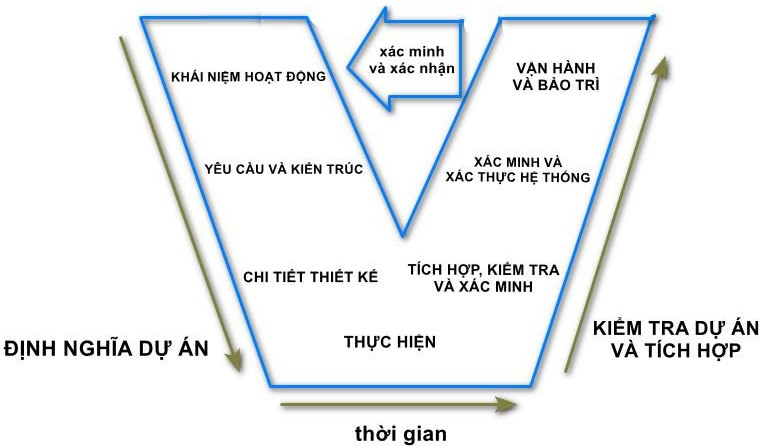 xác minh
và xác nhận
KHÁI NIỆM HOẠT ĐỘNG
VẬN HÀNH
VÀ BẢO TRÌ
YÊU CẦU VÀ KIẾN TRÚC
XÁC MINH VÀ
XÁC THỰC HỆ THỐNG
CHI TIẾT THIẾT KẾ
TÍCH HỢP, KIỂM TRA
VÀ XÁC MINH
THỰC HIỆN
ĐỊNH NGHĨA DỰ ÁN
KIỂM TRA DỰ ÁN
VÀ TÍCH HỢP
thời gian